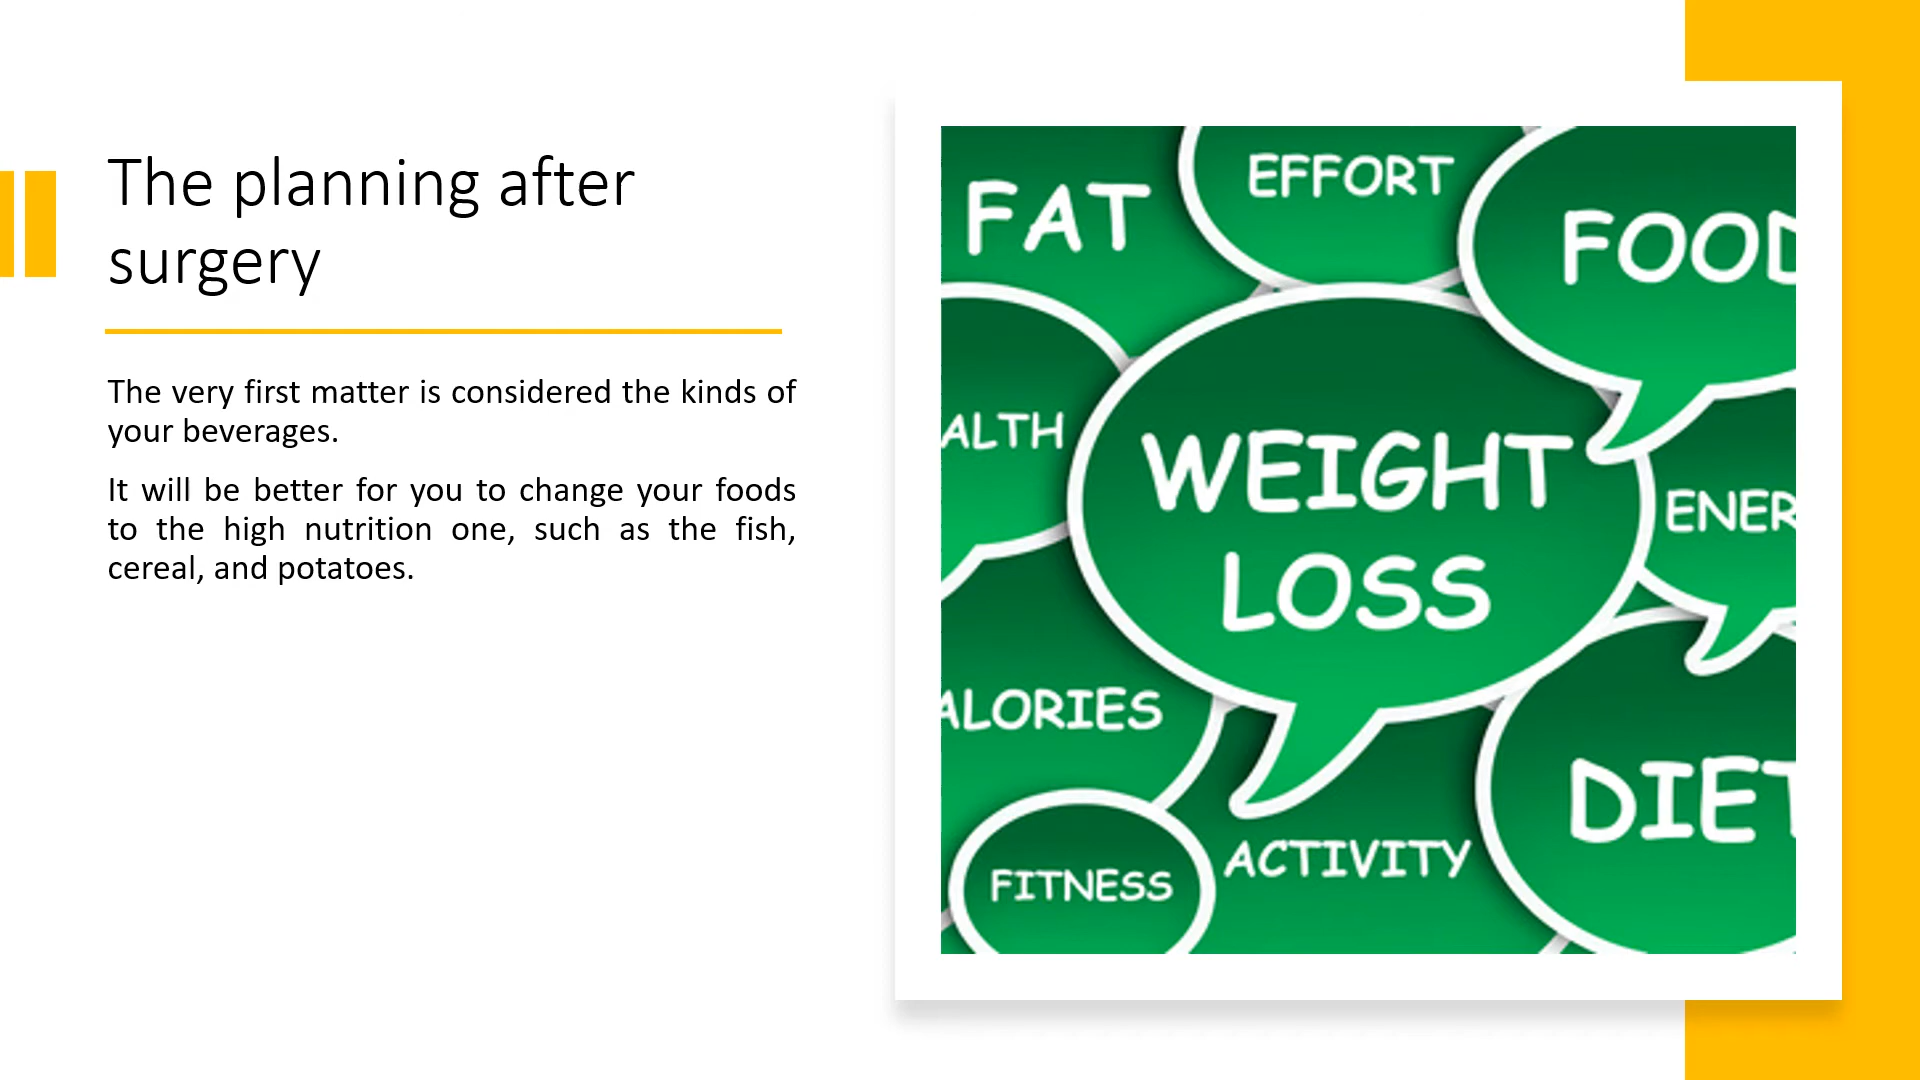 The planning after
surgery
The very first matter is considered the kinds of
your beverages.
It will be better for you to change your foods
to the high nutrition one, such as the fish,
cereal, and potatoes.
FAT
EFFORT
FOOD
ALTH
WEIGHT
LOSS
ENER
ALORIES
DIET
ACTIVITY
FITNESS